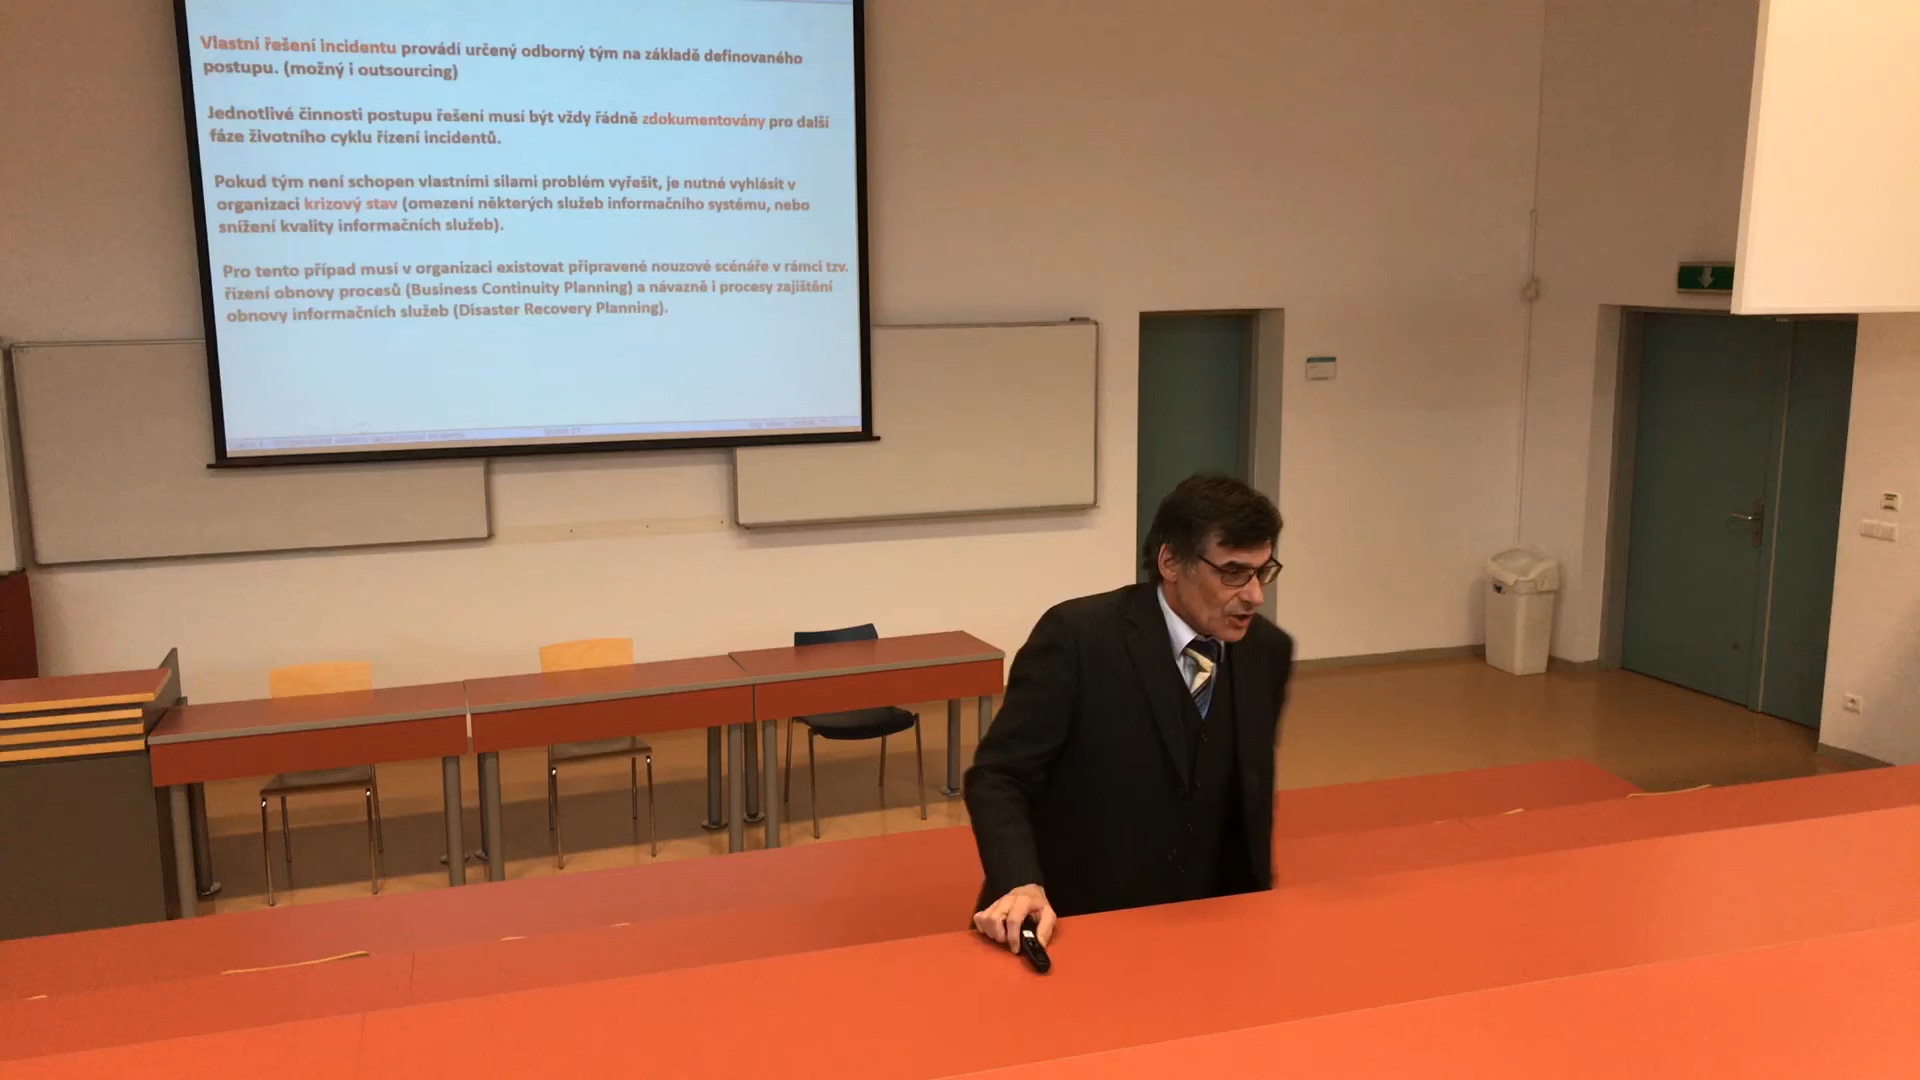 Vlastní řešení incidentu provádí určený odborný tým na základě definovaného
postupu. (možný i outsourcing)
Jednotlivé činnosti postupu řešení musí být vždy řádně zdokumentovány pro další
fáze životního cyklu řízení incidentů.
Pokud tým není schopen vlastními silami problém vyřešit, je nutné vyhlásit v
organizaci krizový stav (omezení některých služeb informačního systému, nebo
snížení kvality informačních služeb).
Pro tento případ musí v organizaci existovat připravené nouzové scénáře v rámci tzv.
řízení obnovy procesů (Business Continuity Planning) a návazně i procesy zajištění
obnovy informačních služeb (Disaster Recovery Planning).